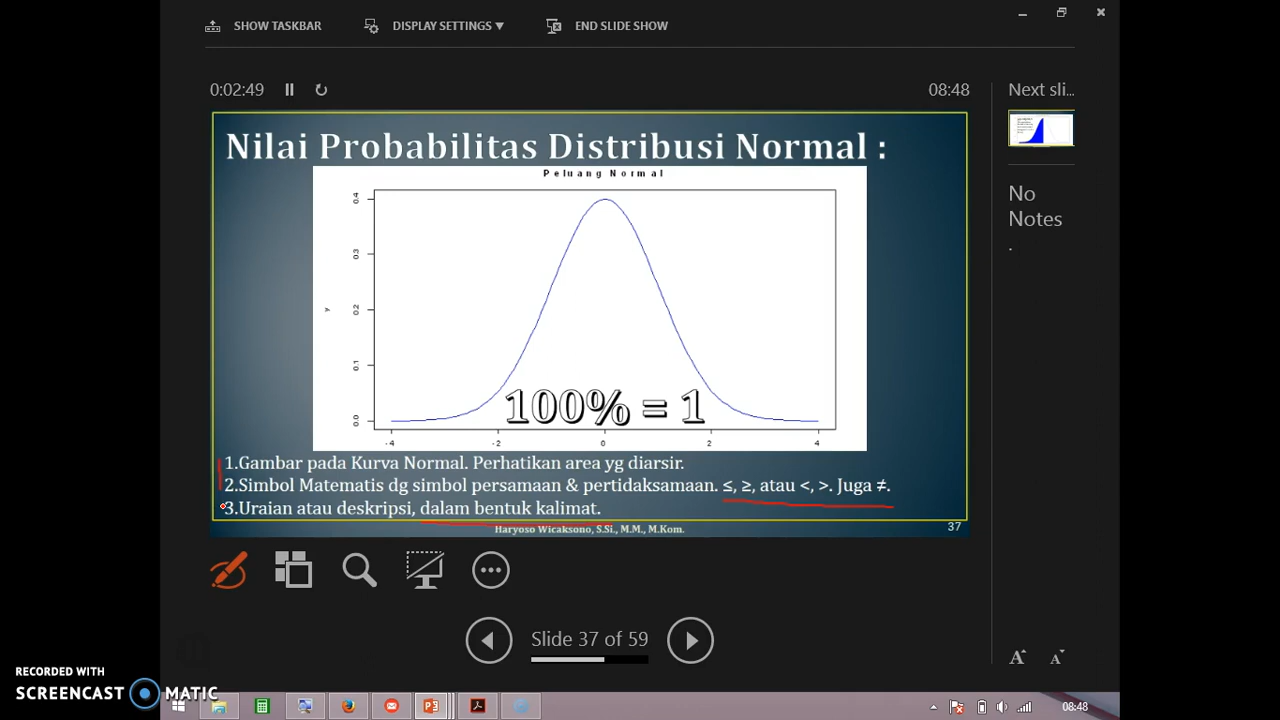 SHOW TASKBAR
DISPLAY SETTINGS ▼
END SLIDE SHOW
0:02:49
08:48
Next sli...
Nilai Probabilitas Distribusi Normal :
Peluang Normal
0.4
0.3
0.2
0.1
0.0
y
100% = 1
-4 -2 0 2 4
1.Gambar pada Kurva Normal. Perhatikan area yg diarsir.
2.Simbol Matematis dg simbol persamaan & pertidaksamaan. ≤, ≥, atau <, >. Juga ≠.
3.Uraian atau deskripsi, dalam bentuk kalimat.
Haryoso Wicaksono, S.Si., M.M., M.Kom.
37
No
Notes
.
Slide 37 of 59
A A
RECORDED WITH
SCREENCAST MATIC
08:48